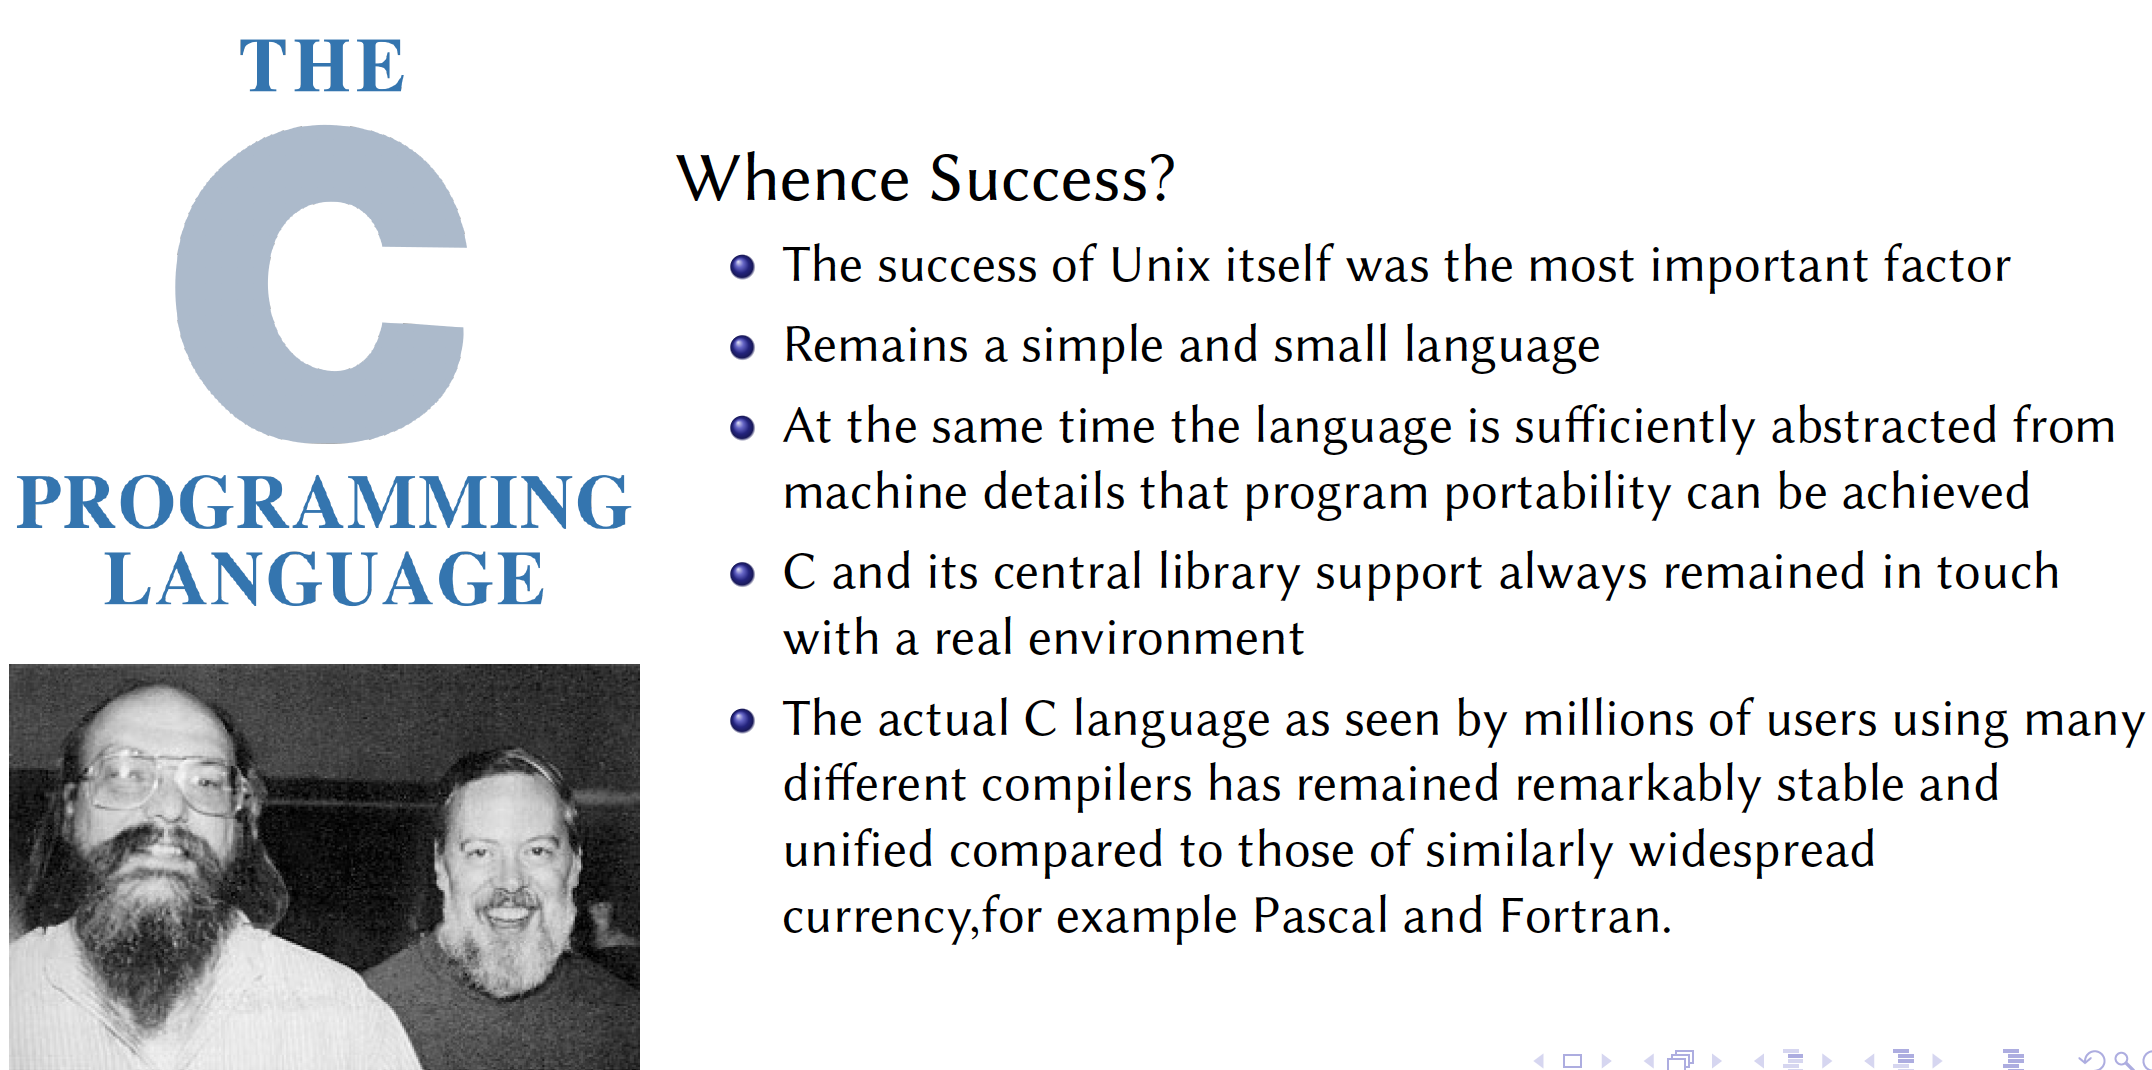 THE
C
PROGRAMMING
LANGUAGE
Whence Success?
The success of Unix itself was the most important factor
Remains a simple and small language
At the same time the language is sufficiently abstracted from
machine details that program portability can be achieved
C and its central library support always remained in touch
with a real environment
The actual C language as seen by millions of users using many
different compilers has remained remarkably stable and
unified compared to those of similarly widespread
currency,for example Pascal and Fortran.